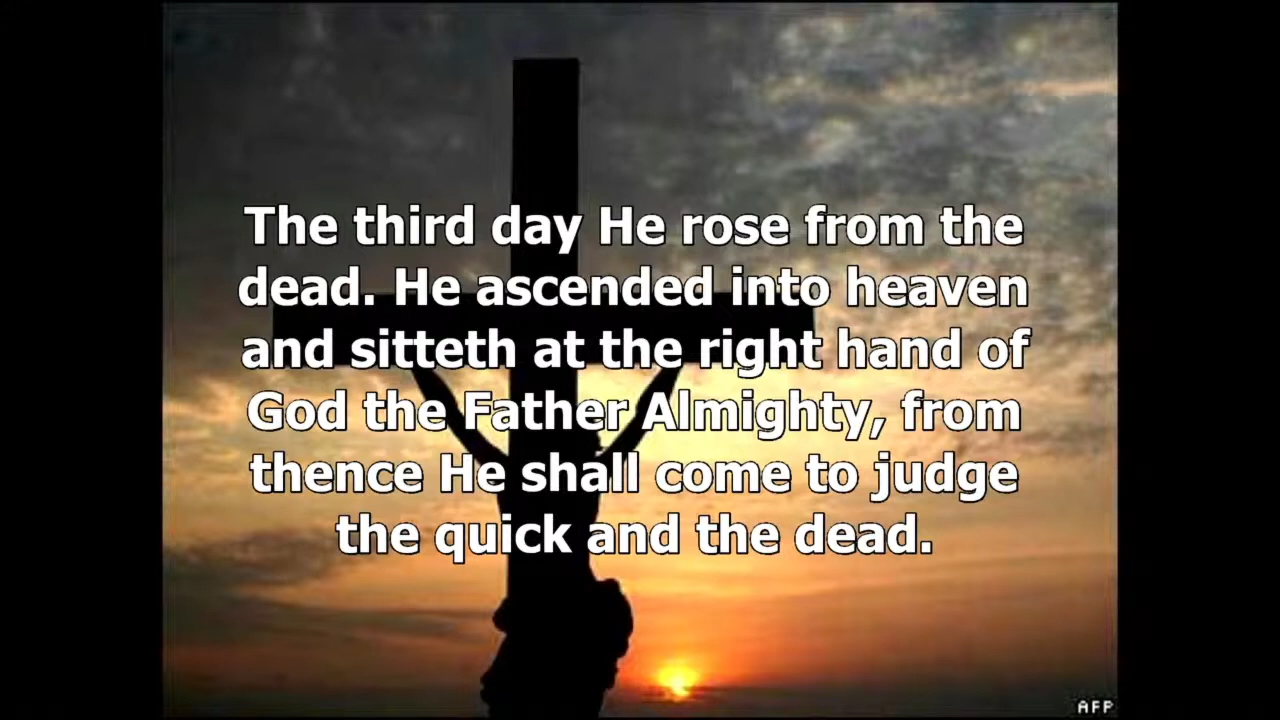 The third day He rose from the
dead. He ascended into heaven
and sitteth at the right hand of
God the Father Almighty, from
thence He shall come to judge
the quick and the dead.
AFP